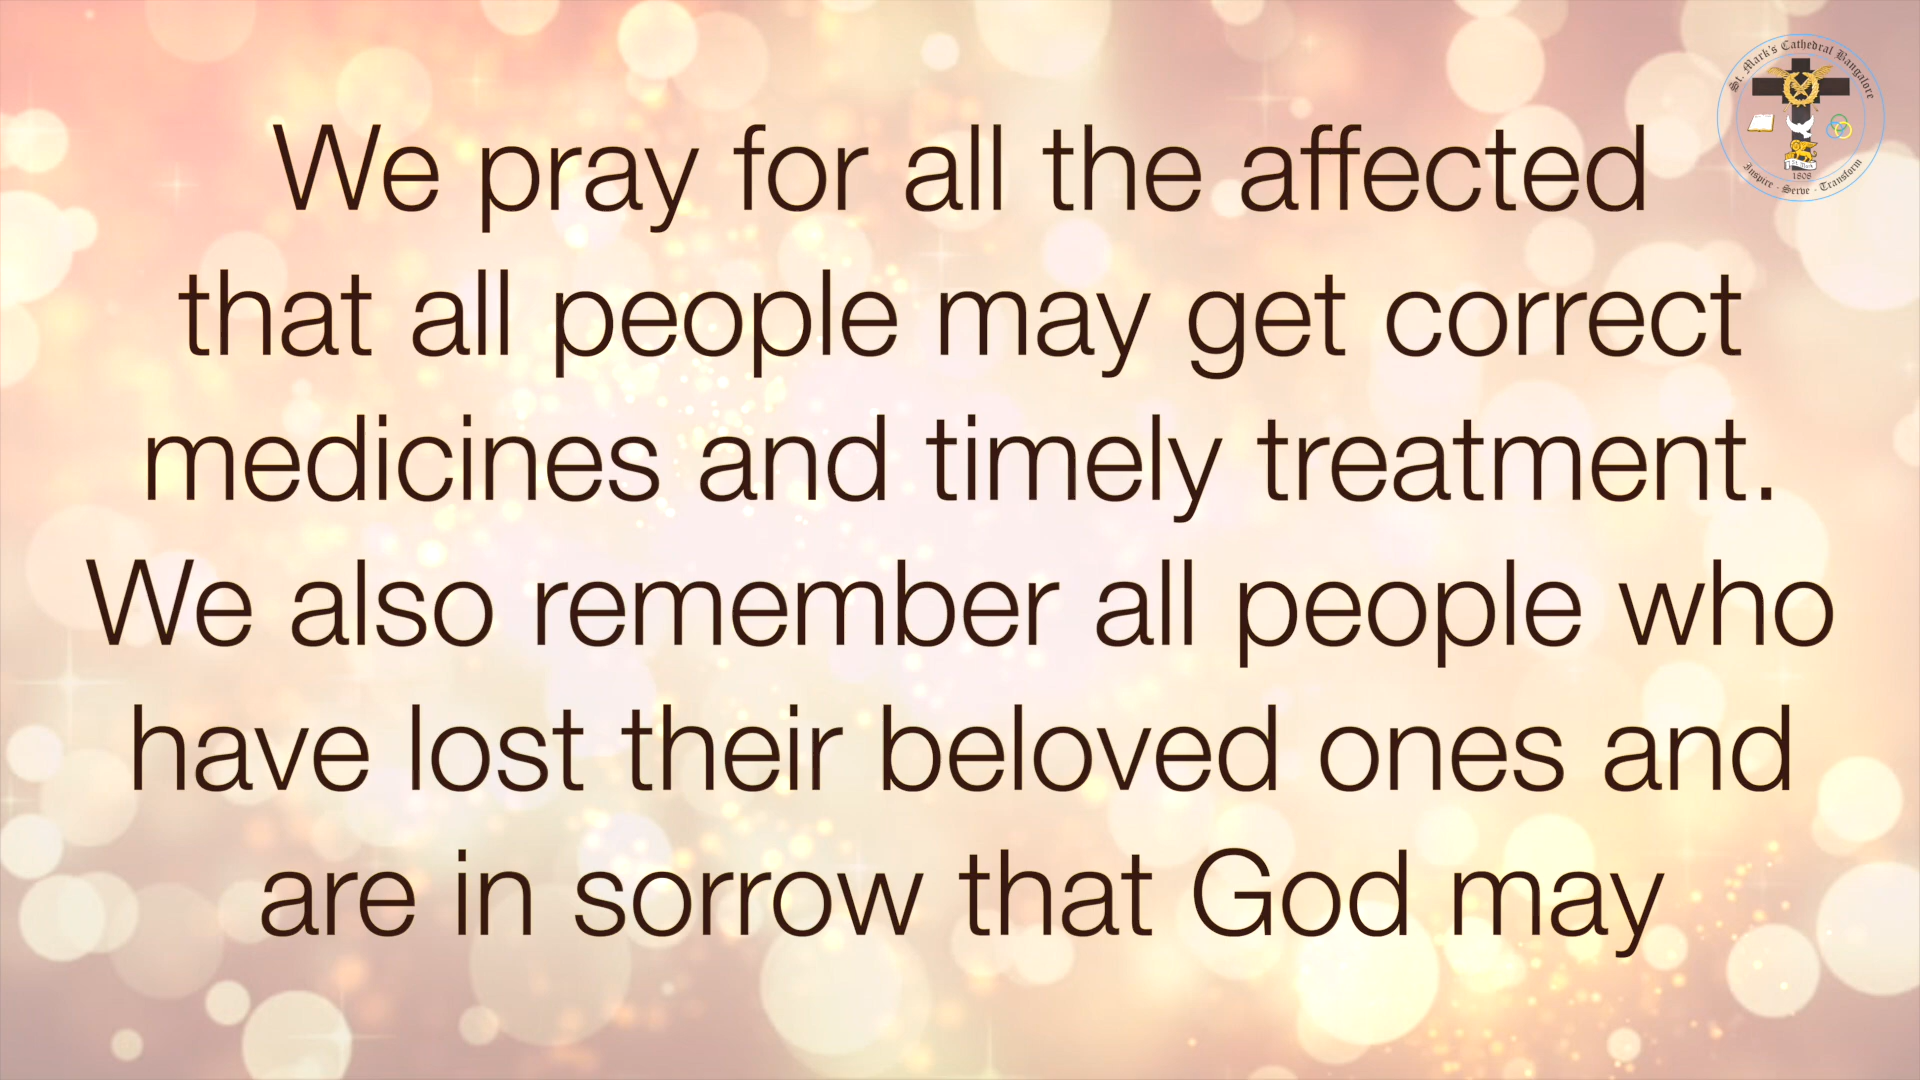 St. Mark's Cathedral Bangalore
1808
Inspire - Serve - Transform
We pray for all the affected
that all people may get correct
medicines and timely treatment.
We also remember all people who
have lost their beloved ones and
are in sorrow that God may